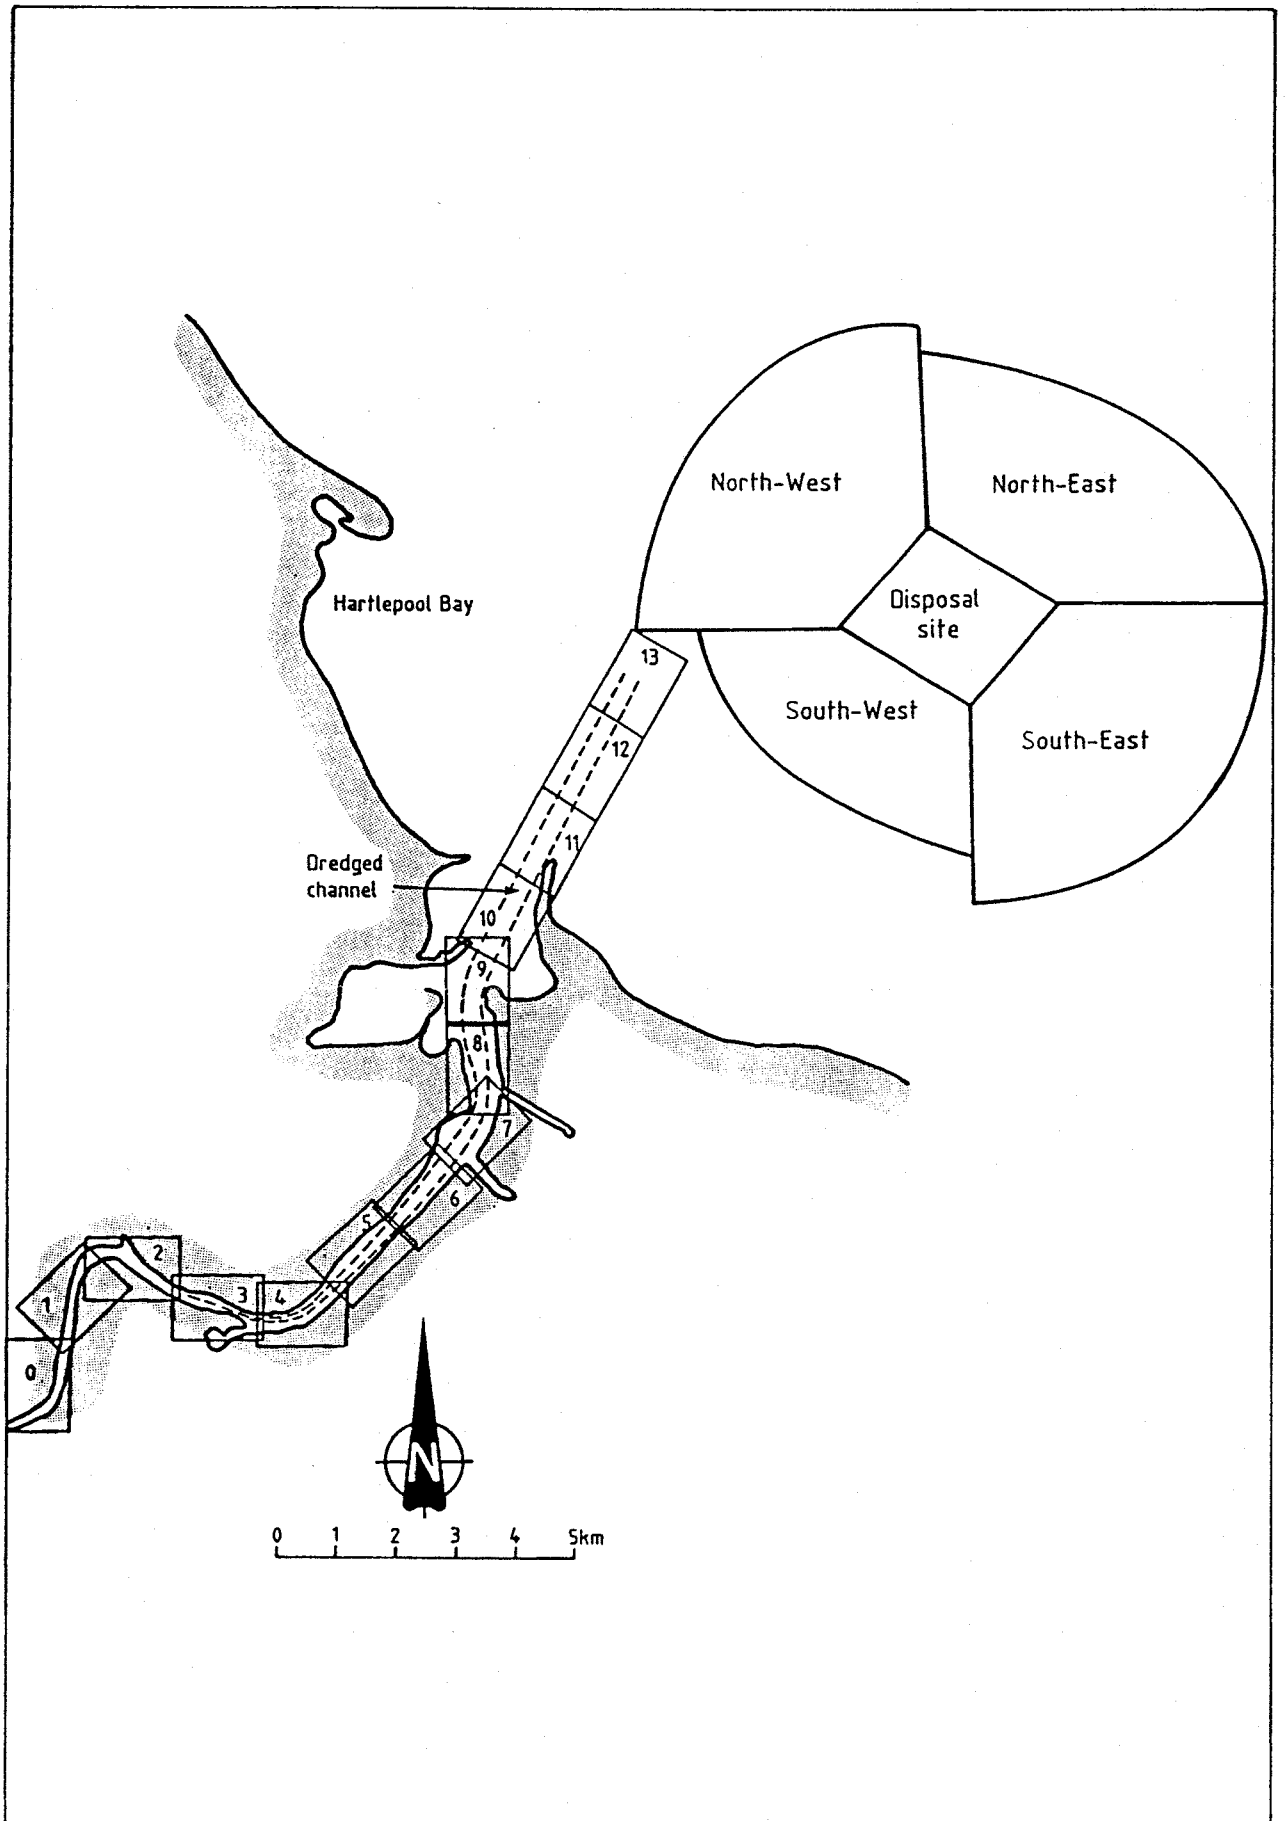 North-West
North-East
Hartlepool Bay
Disposal
site
13
South-West
South-East
12
11
Dredged
channel
10
9
8
7
6
5
2
3
4
1
0
N
0 1 2 3 4 5km